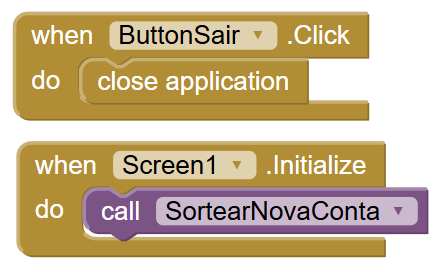 when ButtonSair .Click
do close application
when Screen1 .Initialize
do call SortearNovaConta